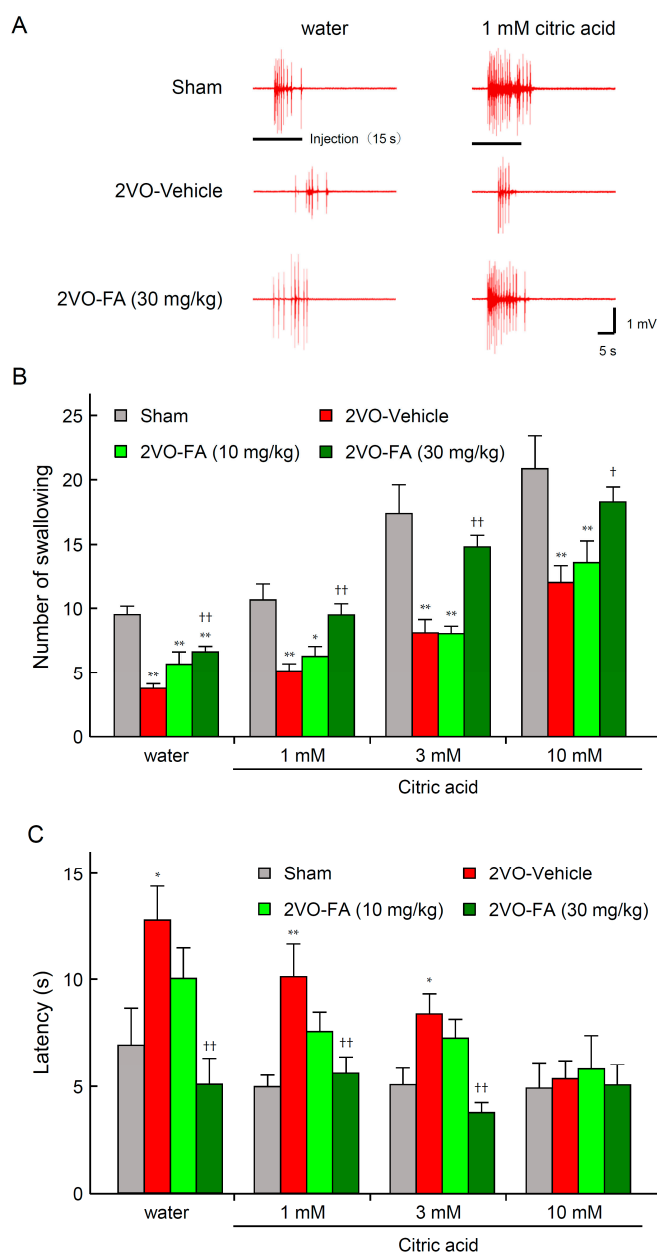 A
water
1 mM citric acid
Sham
Injection (15 s)
2VO-Vehicle
2VO-FA (30 mg/kg)
1 mV
5 s
B
25
20
15
10
5
0
Number of swallowing
Sham
2VO-Vehicle
2VO-FA (10 mg/kg)
2VO-FA (30 mg/kg)
**
**
††
**
**
*
††
**
**
††
**
**
†
water
1 mM
3 mM
10 mM
Citric acid
C
15
10
5
0
Latency (s)
Sham
2VO-Vehicle
2VO-FA (10 mg/kg)
2VO-FA (30 mg/kg)
*
††
**
††
*
††
water
1 mM
3 mM
10 mM
Citric acid